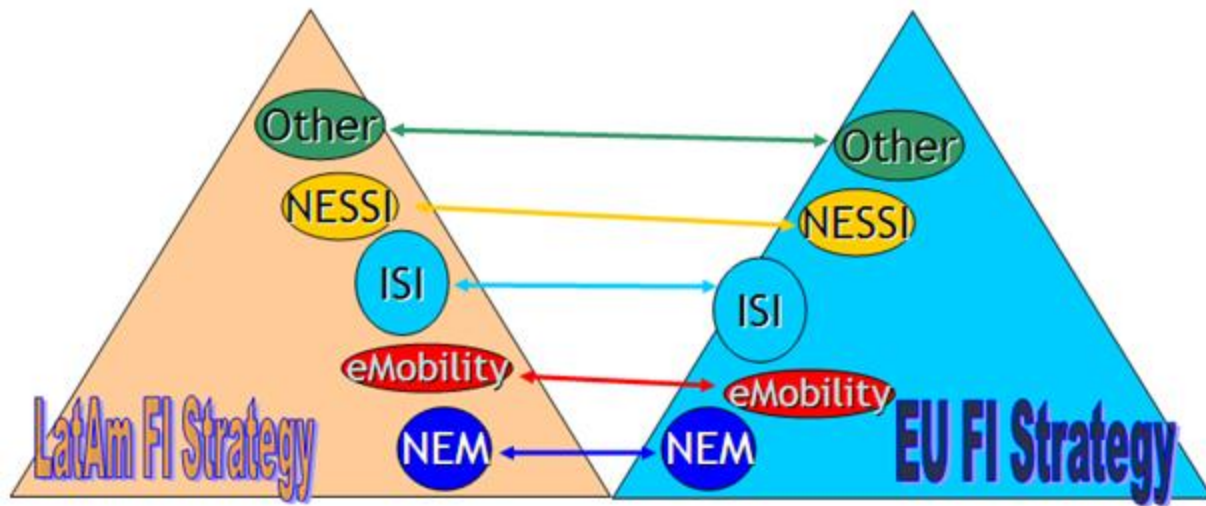 Other
Other
NESSI
NESSI
ISI
ISI
eMobility
eMobility
LatAm FI Strategy
EU FI Strategy
NEM
NEM